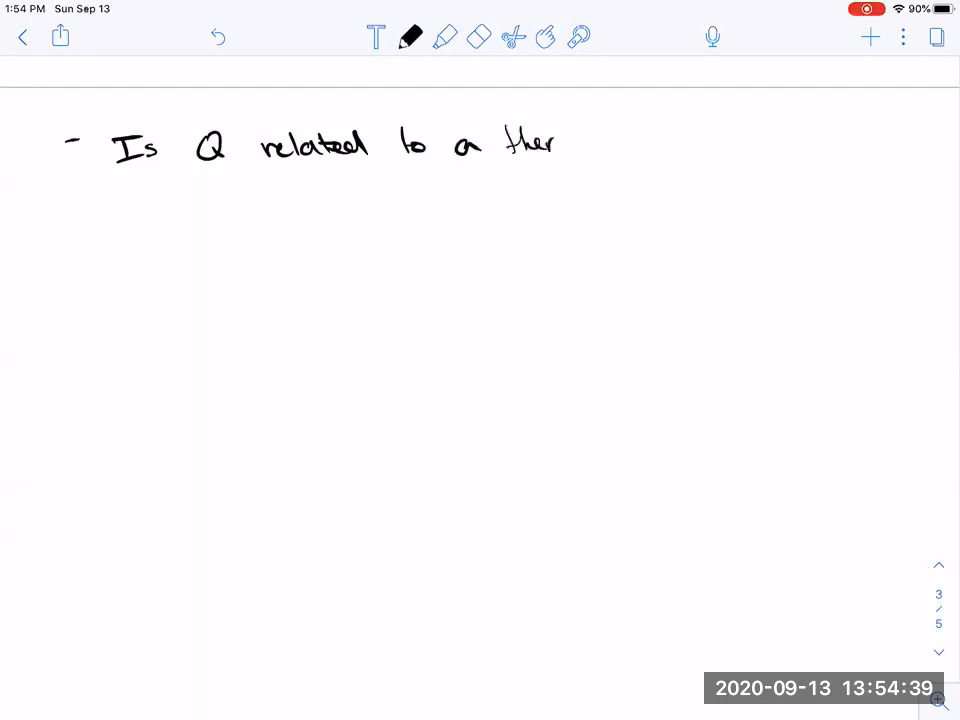 1:54 PM Sun Sep 13 90%
T
- Is Q related to a ther
3
/
5
2020-09-13 13:54:39